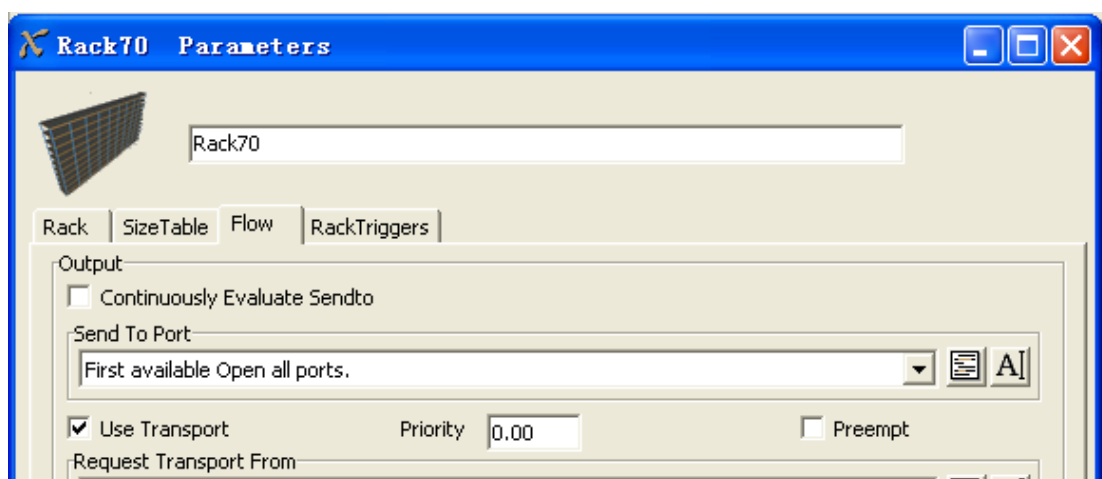 Rack70 Parameters
Rack70
Rack SizeTable Flow RackTriggers
Output
Continuously Evaluate Sendto
Send To Port
First available Open all ports.
A
Use Transport Priority 0.00 Preempt
Request Transport From